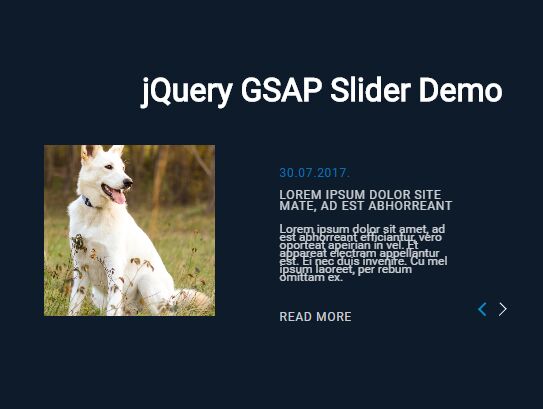 jQuery GSAP Slider Demo
30.07.2017.
LOREM IPSUM DOLOR SITE
MATE, AD EST ABHORREANT
Lorem ipsum dolor sit amet, ad
est abhorreant efficiantur, vero
oporteat aperian in vel. Et
appareat electram appellantur
est. Ei nec duis invenire. Cu mel
ipsum laoreet, per rebum
omittam ex.
READ MORE